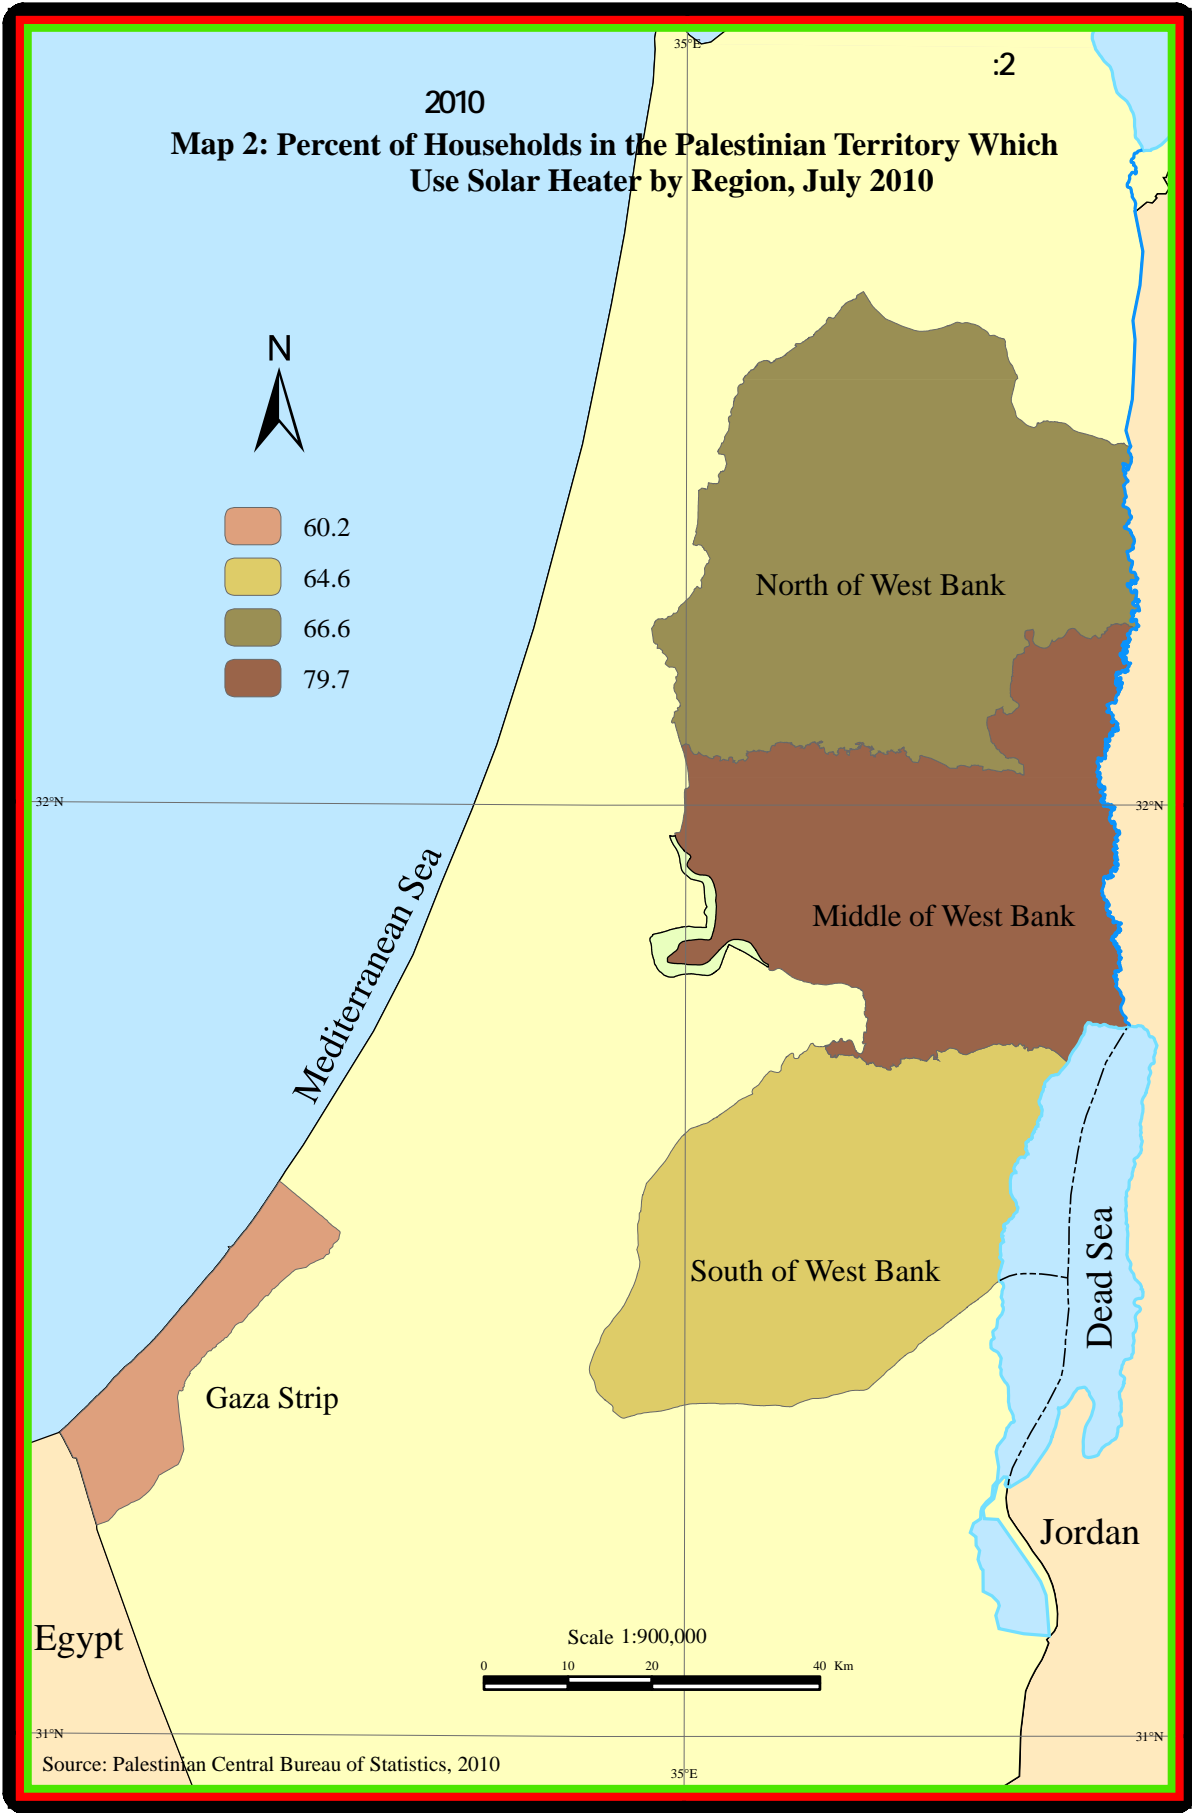 35°E
:2
2010
Map 2: Percent of Households in the Palestinian Territory Which
Use Solar Heater by Region, July 2010
N
60.2
64.6
66.6
79.7
North of West Bank
32°N
32°N
Mediterranean Sea
Middle of West Bank
South of West Bank
Dead Sea
Gaza Strip
Jordan
Egypt
Scale 1:900,000
0 10 20 40 Km
31°N
31°N
Source: Palestinian Central Bureau of Statistics, 2010
35°E